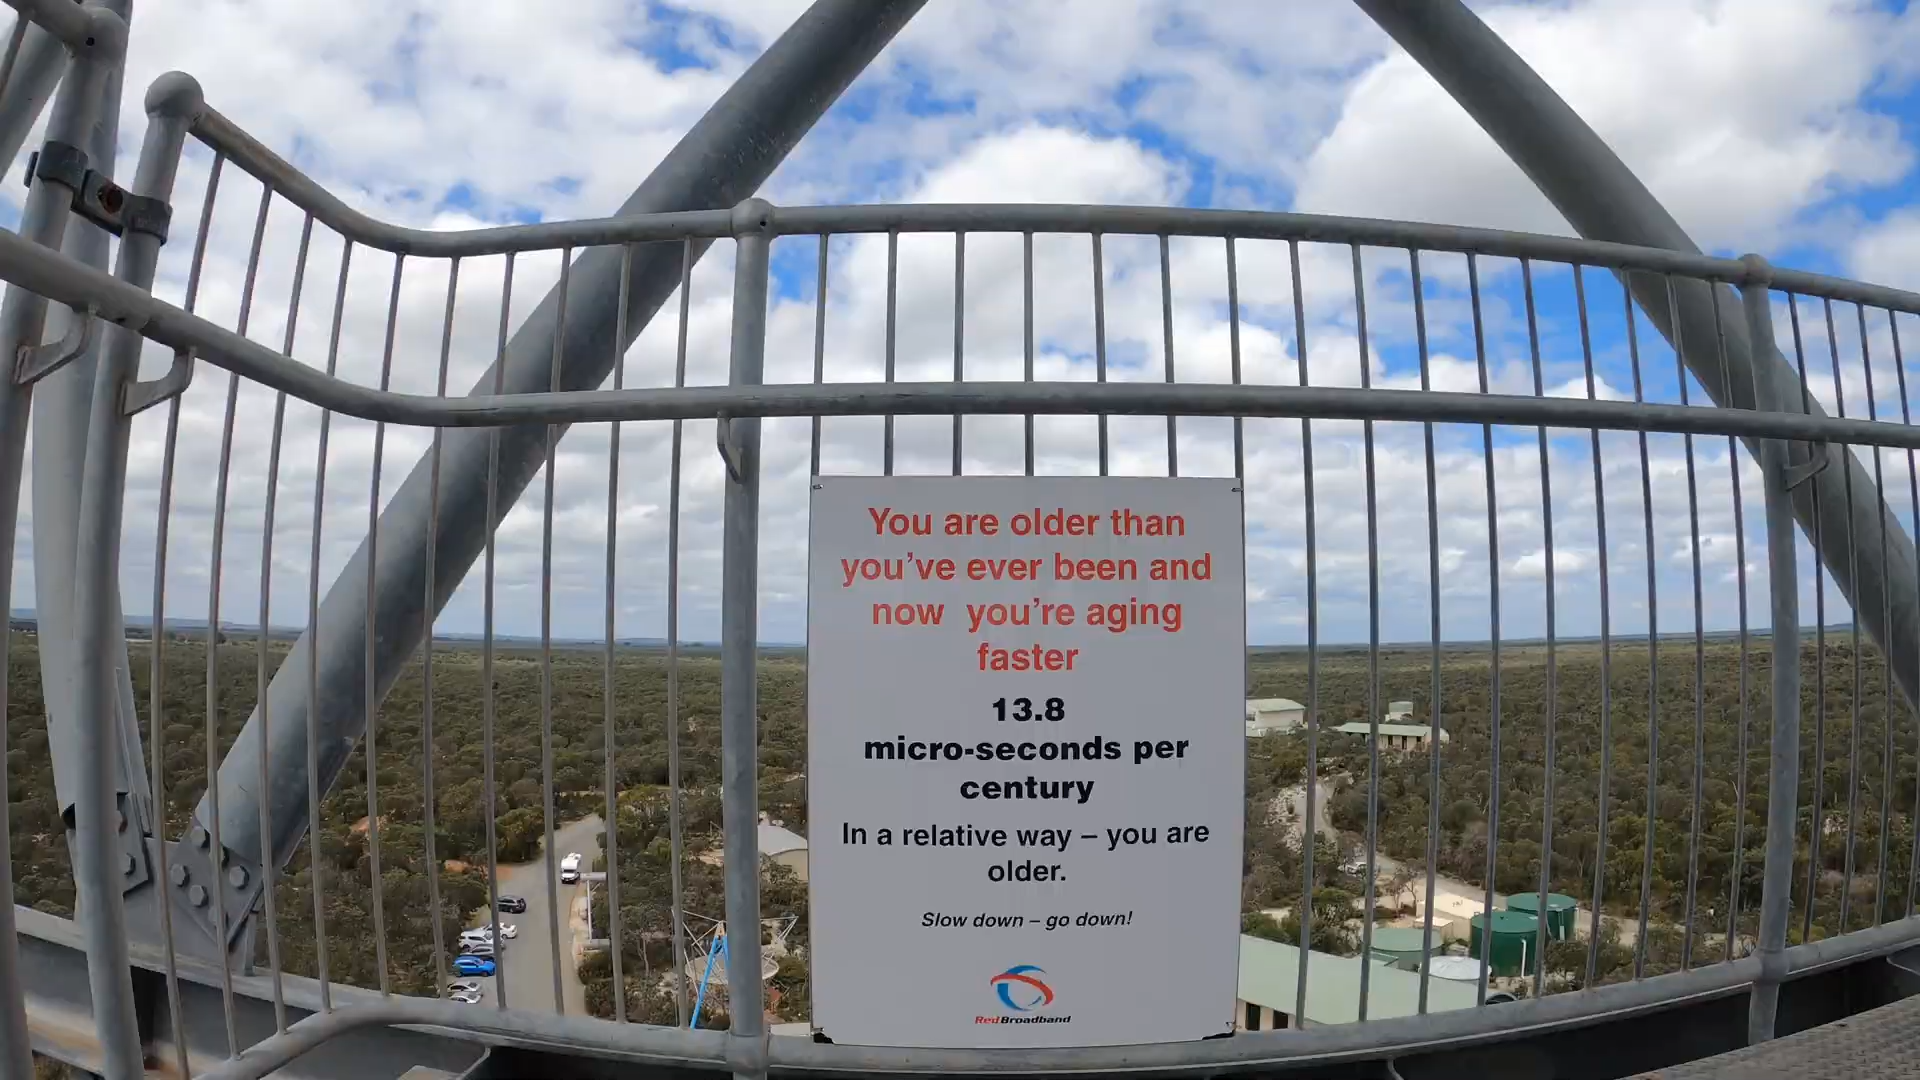 You are older than
you've ever been and
now you're aging
faster
13.8
micro-seconds per
century
In a relative way – you are
older.
Slow down – go down!
RedBroadband